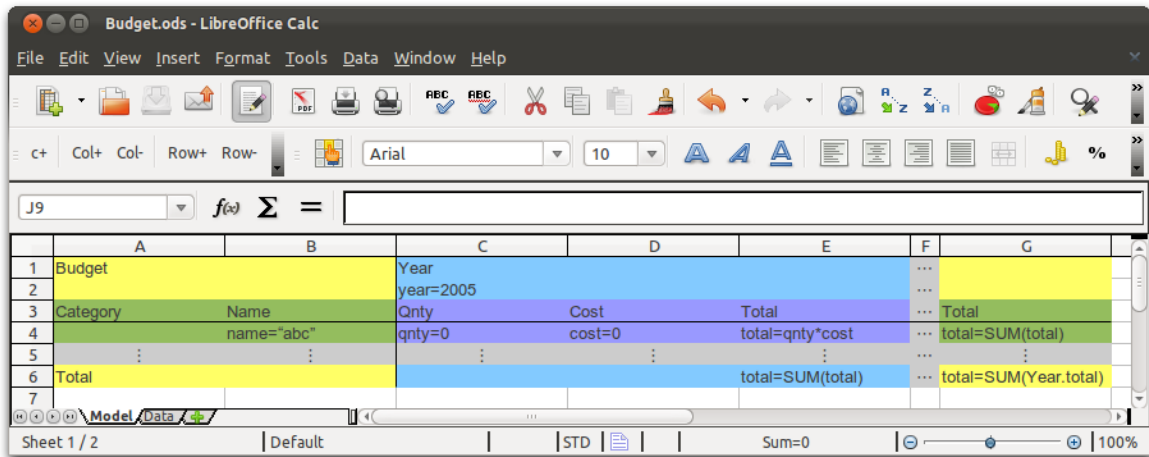 Budget.ods - LibreOffice Calc
File Edit View Insert Format Tools Data Window Help
PDF ABC ABC A Z Z A
c+ Col+ Col- Row+ Row- Arial 10 A A A %
J9 f(x) Σ =
A B C D E F G
1 Budget Year ...
2 year=2005 ...
3 Category Name Qnty Cost Total ... Total
4 name=“abc” qnty=0 cost=0 total=qnty*cost ... total=SUM(total)
5 ⋮ ⋮ ⋮ ⋮ ⋮ ... ⋮
6 Total total=SUM(total) ... total=SUM(Year.total)
7
Model Data
Sheet 1 / 2 Default STD Sum=0 100%